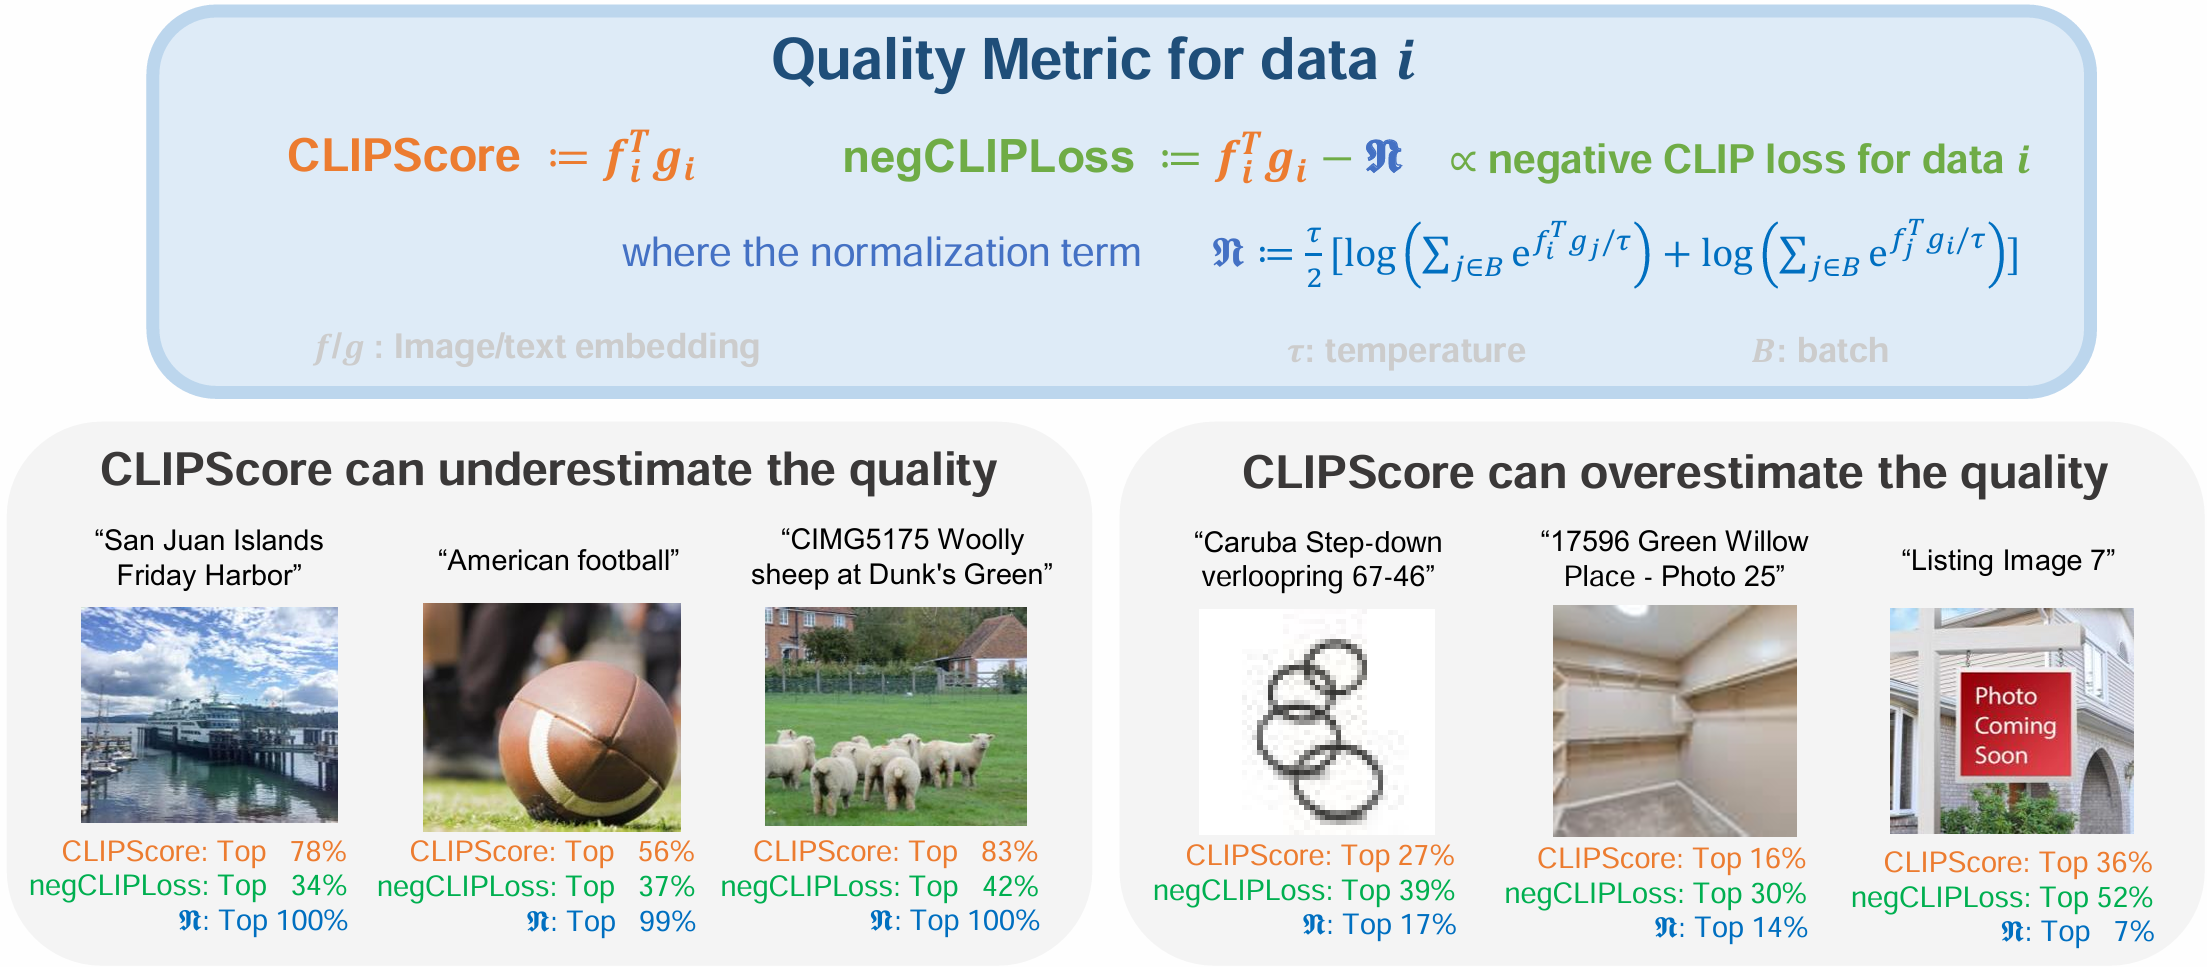 Quality Metric for data i
CLIPScore ≔ f_i^T g_i
negCLIPLoss ≔ f_i^T g_i − 𝕹 ∝ negative CLIP loss for data i
where the normalization term 𝕹 ≔ τ/2 [log(∑_{j∈B} e^{f_i^T g_j/τ}) + log(∑_{j∈B} e^{f_j^T g_i/τ})]
f/g : Image/text embedding
τ: temperature
B: batch
CLIPScore can underestimate the quality
“San Juan Islands
Friday Harbor”
CLIPScore: Top 78%
negCLIPLoss: Top 34%
𝕹: Top 100%
“American football”
CLIPScore: Top 56%
negCLIPLoss: Top 37%
𝕹: Top 99%
“CIMG5175 Woolly
sheep at Dunk's Green”
CLIPScore: Top 83%
negCLIPLoss: Top 42%
𝕹: Top 100%
CLIPScore can overestimate the quality
“Caruba Step-down
verloopring 67-46”
CLIPScore: Top 27%
negCLIPLoss: Top 39%
𝕹: Top 17%
“17596 Green Willow
Place - Photo 25”
CLIPScore: Top 16%
negCLIPLoss: Top 30%
𝕹: Top 14%
“Listing Image 7”
Photo
Coming
Soon
CLIPScore: Top 36%
negCLIPLoss: Top 52%
𝕹: Top 7%